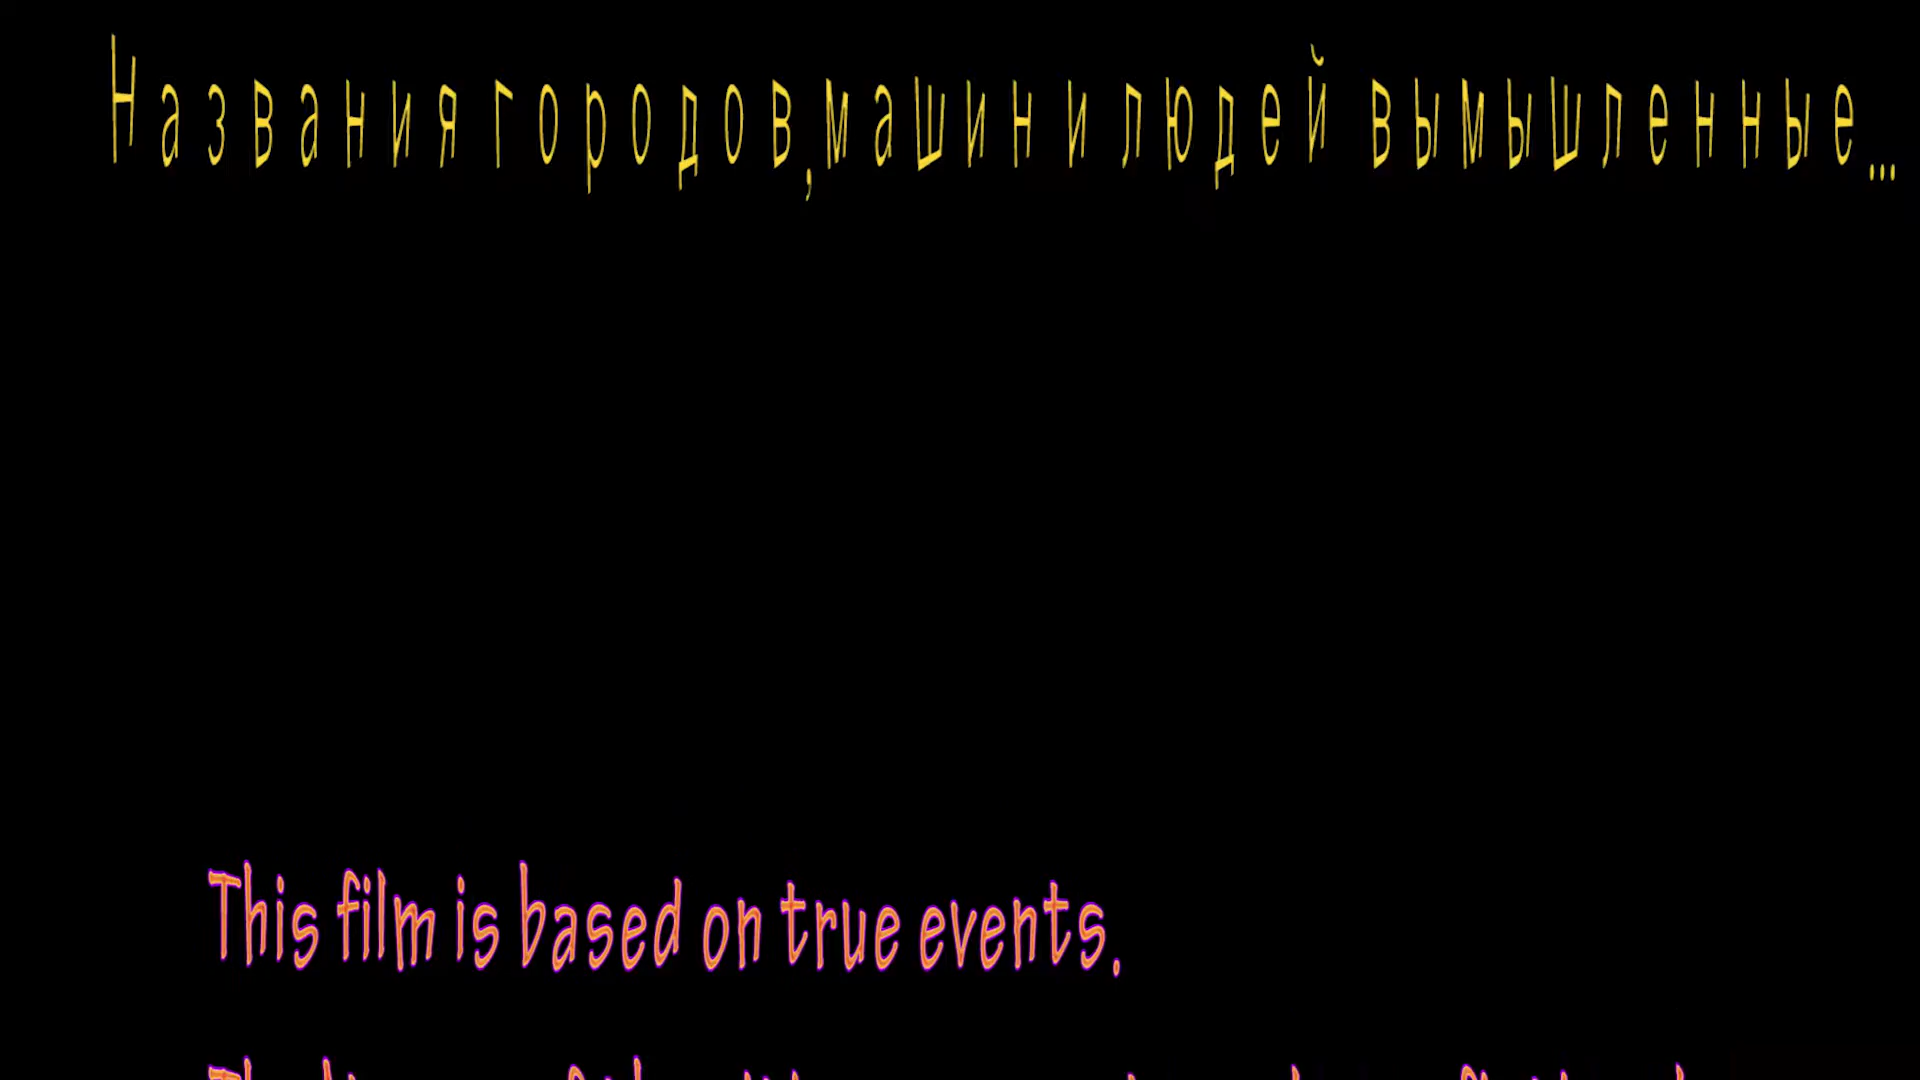 Названия городов,машин и людей вымышленные...
This film is based on true events.